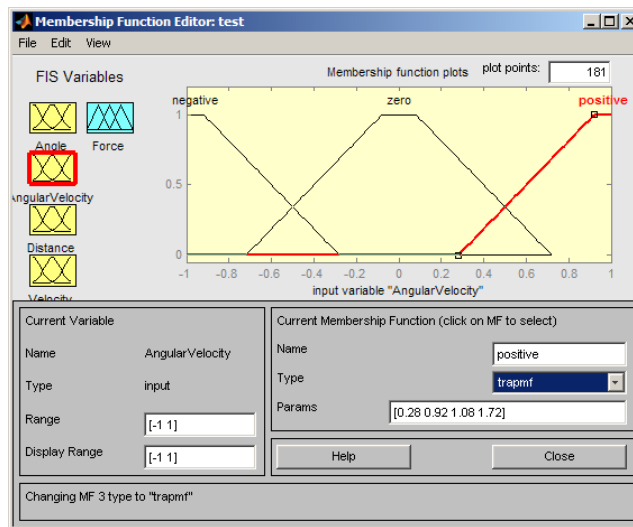 Membership Function Editor: test
File Edit View
FIS Variables
Membership function plots plot points: 181
negative zero positive
1
0.5
0
-1 -0.8 -0.6 -0.4 -0.2 0 0.2 0.4 0.6 0.8 1
input variable "AngularVelocity"
Angle Force
AngularVelocity
Distance
Velocity
Current Variable
Name AngularVelocity
Type input
Range [-1 1]
Display Range [-1 1]
Current Membership Function (click on MF to select)
Name positive
Type trapmf
Params [0.28 0.92 1.08 1.72]
Help Close
Changing MF 3 type to "trapmf"